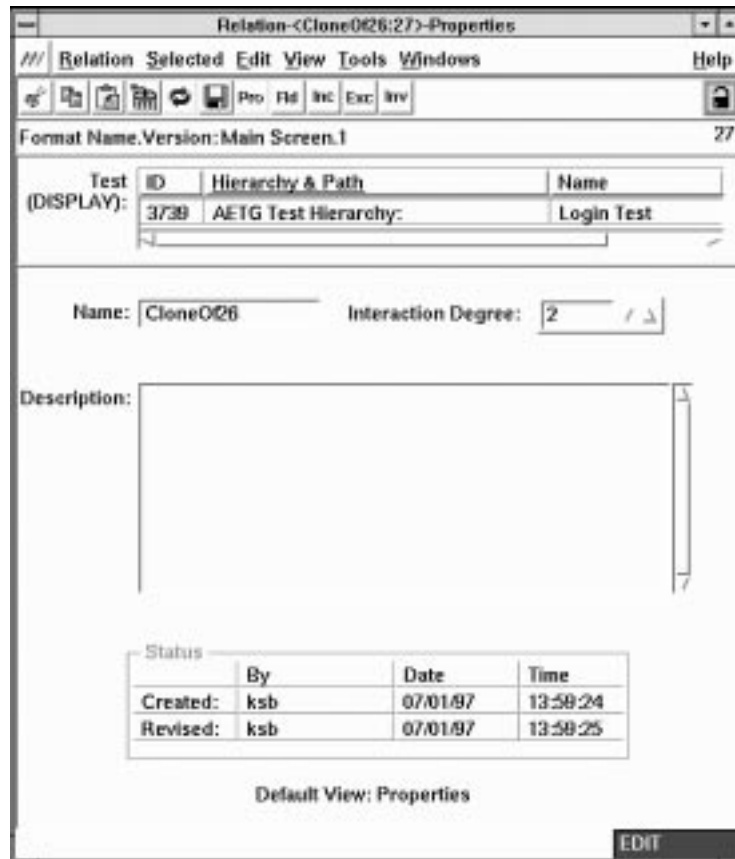 Relation-<CloneOf26:27>-Properties
Relation Selected Edit View Tools Windows Help
Pro Fld Inc Exc Inv
Format Name.Version:Main Screen.1 27
Test (DISPLAY):
ID Hierarchy & Path Name
3739 AETG Test Hierarchy: Login Test
Name: CloneOf26 Interaction Degree: 2
Description:
Status
By Date Time
Created: ksb 07/01/97 13:59:24
Revised: ksb 07/01/97 13:59:25
Default View: Properties
EDIT